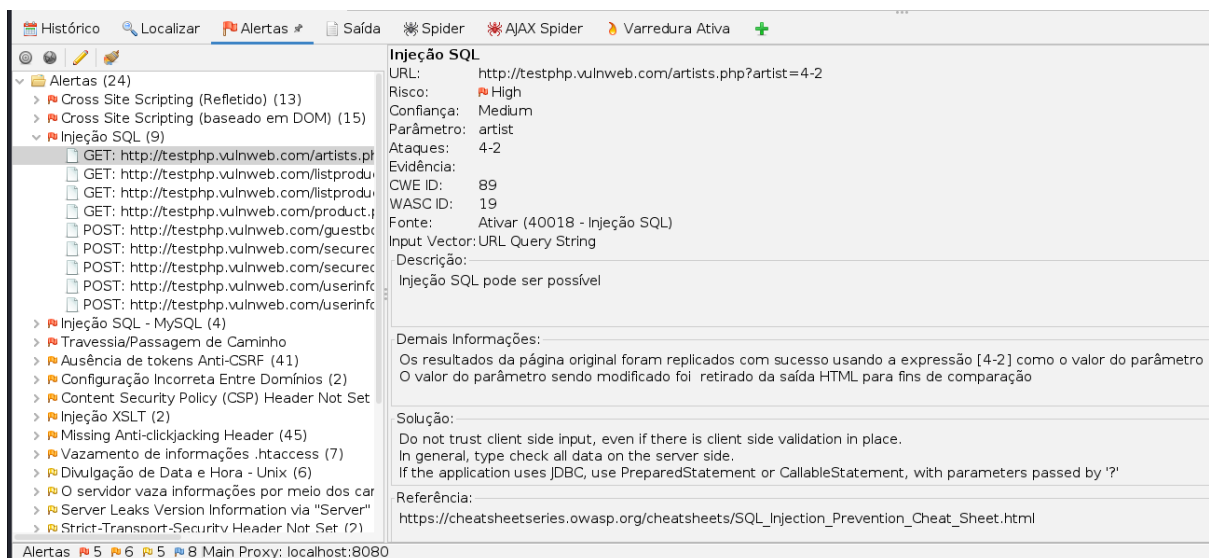 Histórico Localizar Alertas Saída Spider AJAX Spider Varredura Ativa
Alertas (24)
Cross Site Scripting (Refletido) (13)
Cross Site Scripting (baseado em DOM) (15)
Injeção SQL (9)
GET: http://testphp.vulnweb.com/artists.ph
GET: http://testphp.vulnweb.com/listprodu
GET: http://testphp.vulnweb.com/listprodu
GET: http://testphp.vulnweb.com/product.p
POST: http://testphp.vulnweb.com/guestbo
POST: http://testphp.vulnweb.com/secured
POST: http://testphp.vulnweb.com/secured
POST: http://testphp.vulnweb.com/userinfo
POST: http://testphp.vulnweb.com/userinfo
Injeção SQL - MySQL (4)
Travessia/Passagem de Caminho
Ausência de tokens Anti-CSRF (41)
Configuração Incorreta Entre Domínios (2)
Content Security Policy (CSP) Header Not Set
Injeção XSLT (2)
Missing Anti-clickjacking Header (45)
Vazamento de informações .htaccess (7)
Divulgação de Data e Hora - Unix (6)
O servidor vaza informações por meio dos car
Server Leaks Version Information via "Server"
Strict-Transport-Security Header Not Set (2)
Injeção SQL
URL: http://testphp.vulnweb.com/artists.php?artist=4-2
Risco: High
Confiança: Medium
Parâmetro: artist
Ataques: 4-2
Evidência:
CWE ID: 89
WASC ID: 19
Fonte: Ativar (40018 - Injeção SQL)
Input Vector: URL Query String
Descrição:
Injeção SQL pode ser possível
Demais Informações:
Os resultados da página original foram replicados com sucesso usando a expressão [4-2] como o valor do parâmetro
O valor do parâmetro sendo modificado foi retirado da saída HTML para fins de comparação
Solução:
Do not trust client side input, even if there is client side validation in place.
In general, type check all data on the server side.
If the application uses JDBC, use PreparedStatement or CallableStatement, with parameters passed by '?'
Referência:
https://cheatsheetseries.owasp.org/cheatsheets/SQL_Injection_Prevention_Cheat_Sheet.html
Alertas 5 6 5 8 Main Proxy: localhost:8080